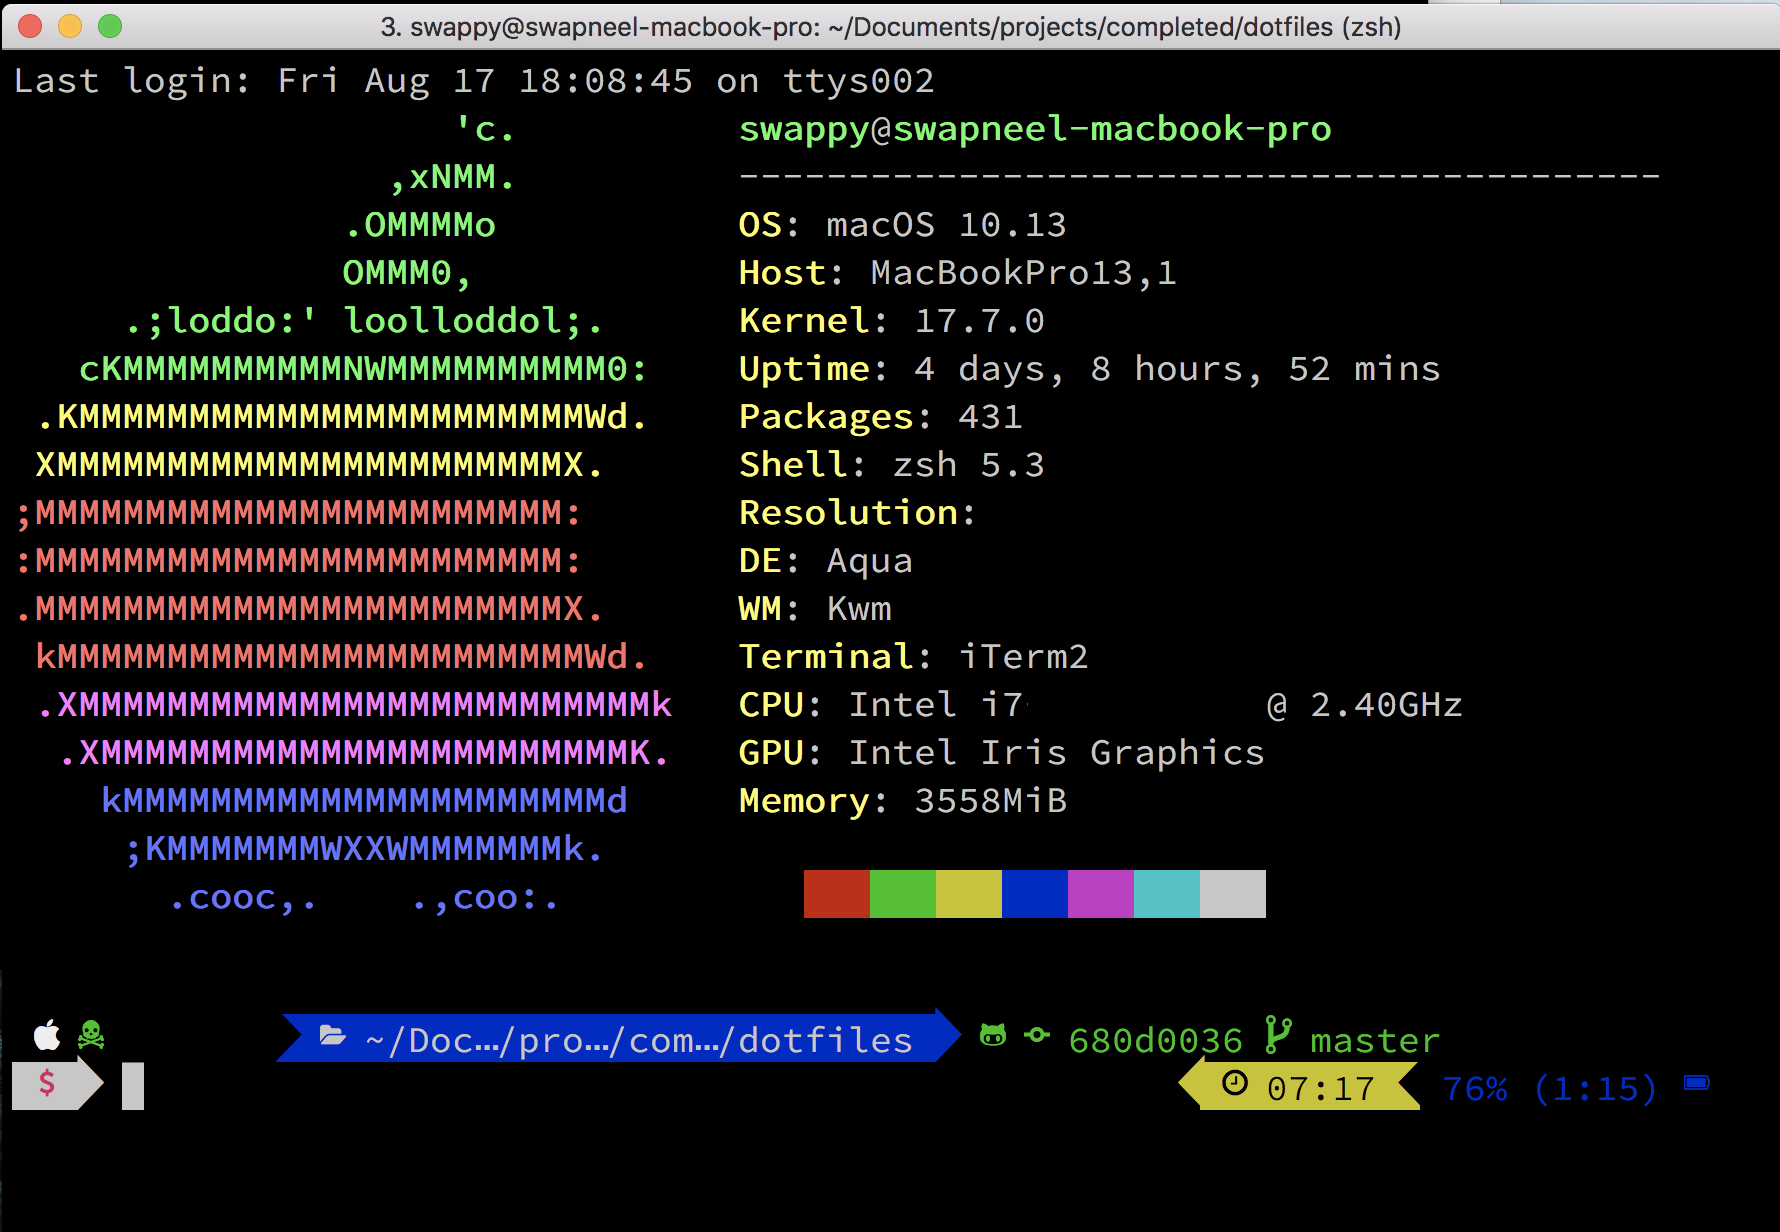 3. swappy@swapneel-macbook-pro: ~/Documents/projects/completed/dotfiles (zsh)
Last login: Fri Aug 17 18:08:45 on ttys002
                    'c.          swappy@swapneel-macbook-pro
                 ,xNMM.          ------------------------------------------
               .OMMMMo           OS: macOS 10.13
               OMMM0,            Host: MacBookPro13,1
     .;loddo:' loolloddol;.      Kernel: 17.7.0
   cKMMMMMMMMMMNWMMMMMMMMMM0:    Uptime: 4 days, 8 hours, 52 mins
 .KMMMMMMMMMMMMMMMMMMMMMMMWd.    Packages: 431
 XMMMMMMMMMMMMMMMMMMMMMMMX.      Shell: zsh 5.3
;MMMMMMMMMMMMMMMMMMMMMMMM:       Resolution:
:MMMMMMMMMMMMMMMMMMMMMMMM:       DE: Aqua
.MMMMMMMMMMMMMMMMMMMMMMMMX.      WM: Kwm
 kMMMMMMMMMMMMMMMMMMMMMMMMWd.    Terminal: iTerm2
 .XMMMMMMMMMMMMMMMMMMMMMMMMMMk   CPU: Intel i7 @ 2.40GHz
  .XMMMMMMMMMMMMMMMMMMMMMMMMK.   GPU: Intel Iris Graphics
    kMMMMMMMMMMMMMMMMMMMMMMd     Memory: 3558MiB
     ;KMMMMMMMWXXWMMMMMMMk.
       .cooc,.    .,coo:.
~/Doc…/pro…/com…/dotfiles 680d0036 master
$ 07:17 76% (1:15)